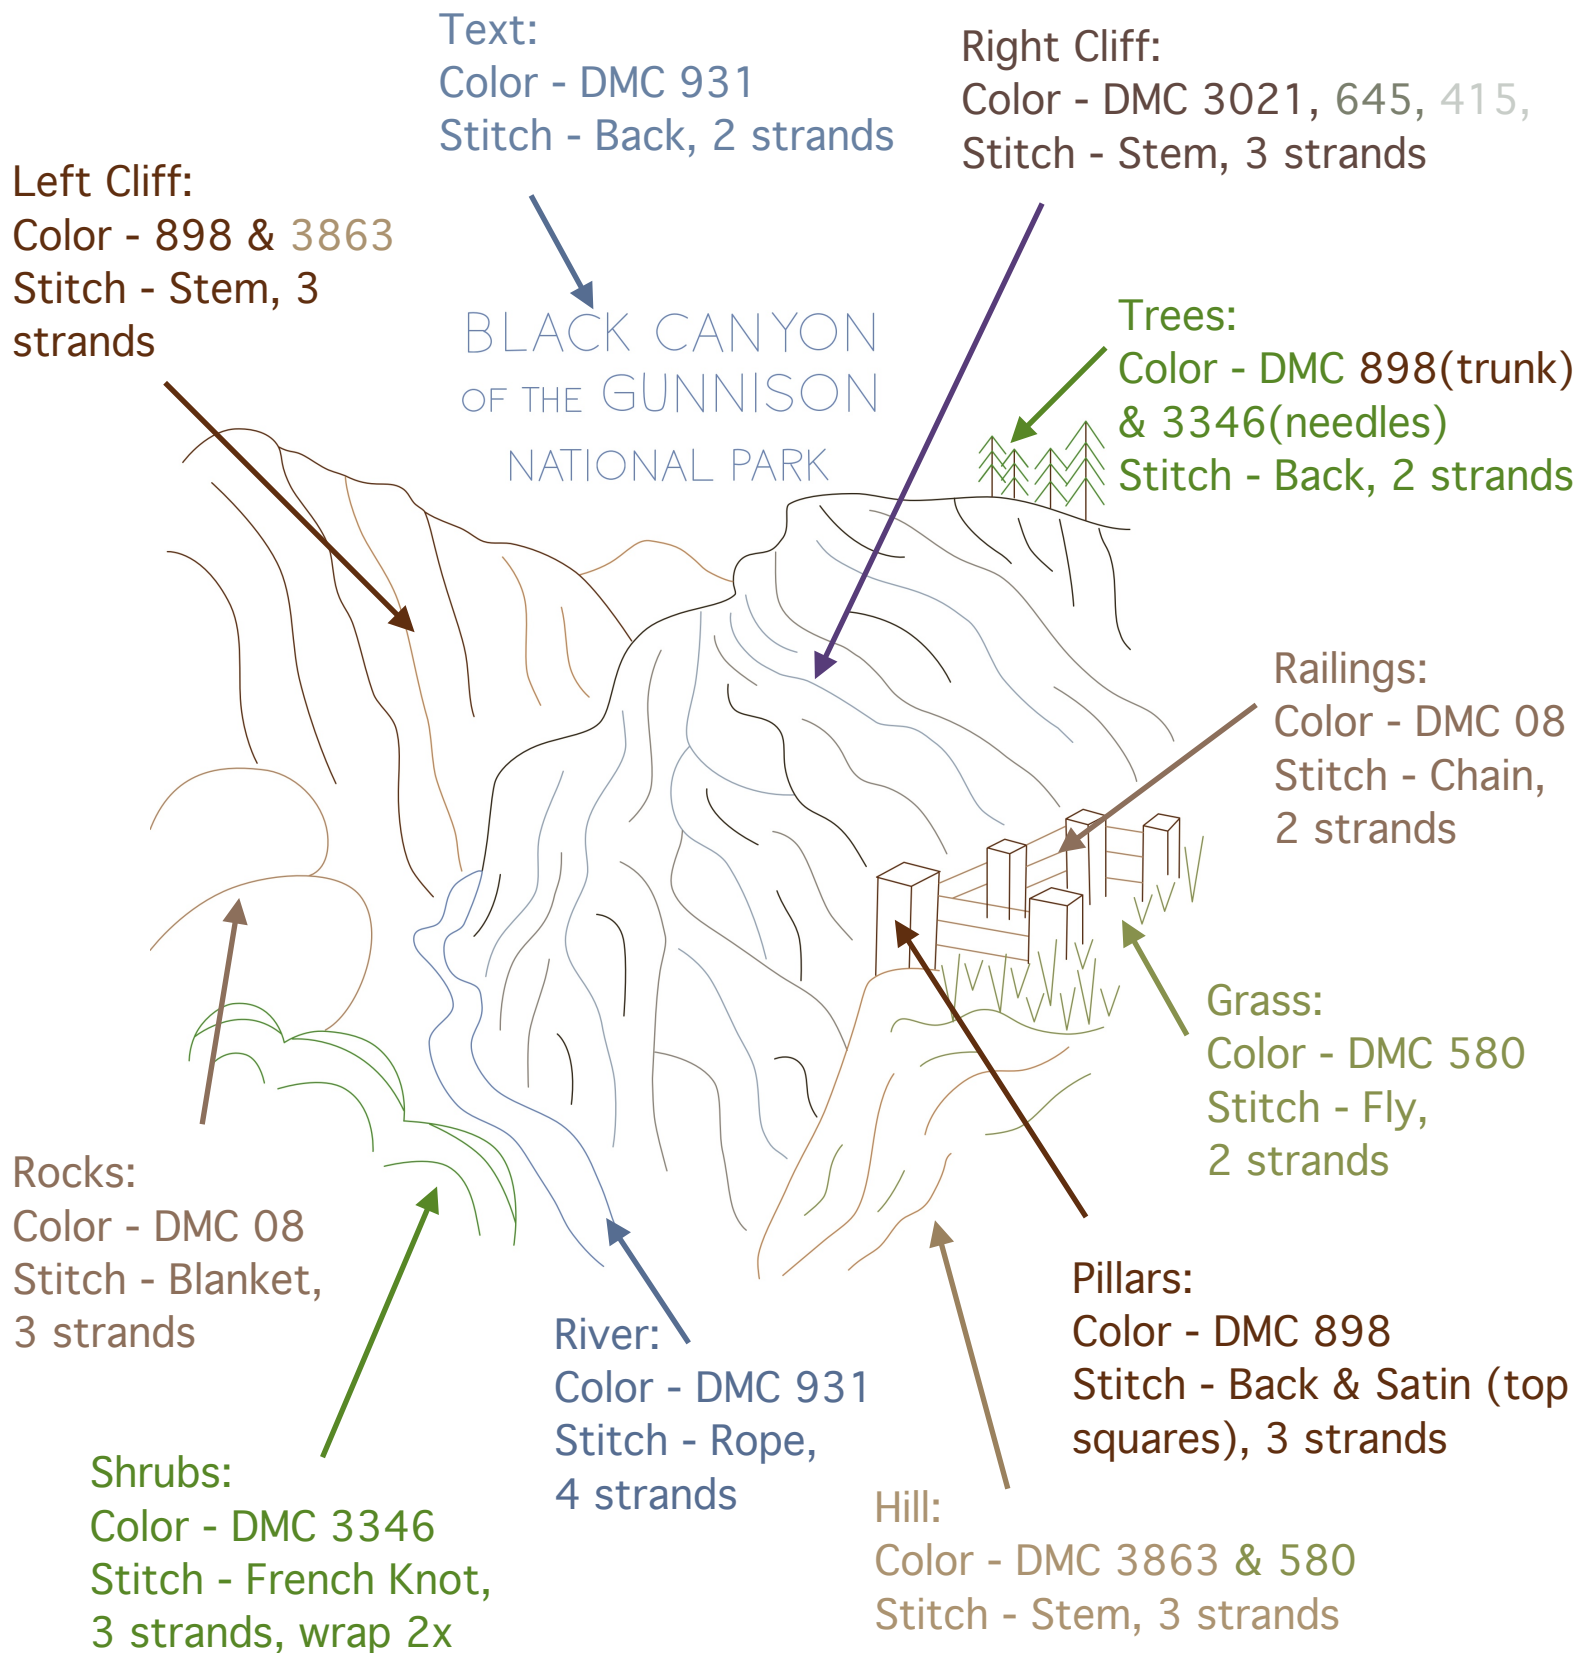 Text:
Color - DMC 931
Stitch - Back, 2 strands
Right Cliff:
Color - DMC 3021, 645, 415,
Stitch - Stem, 3 strands
Left Cliff:
Color - 898 & 3863
Stitch - Stem, 3
strands
BLACK CANYON
OF THE GUNNISON
NATIONAL PARK
Trees:
Color - DMC 898(trunk)
& 3346(needles)
Stitch - Back, 2 strands
Railings:
Color - DMC 08
Stitch - Chain,
2 strands
Grass:
Color - DMC 580
Stitch - Fly,
2 strands
Rocks:
Color - DMC 08
Stitch - Blanket,
3 strands
Pillars:
Color - DMC 898
Stitch - Back & Satin (top
squares), 3 strands
River:
Color - DMC 931
Stitch - Rope,
4 strands
Shrubs:
Color - DMC 3346
Stitch - French Knot,
3 strands, wrap 2x
Hill:
Color - DMC 3863 & 580
Stitch - Stem, 3 strands